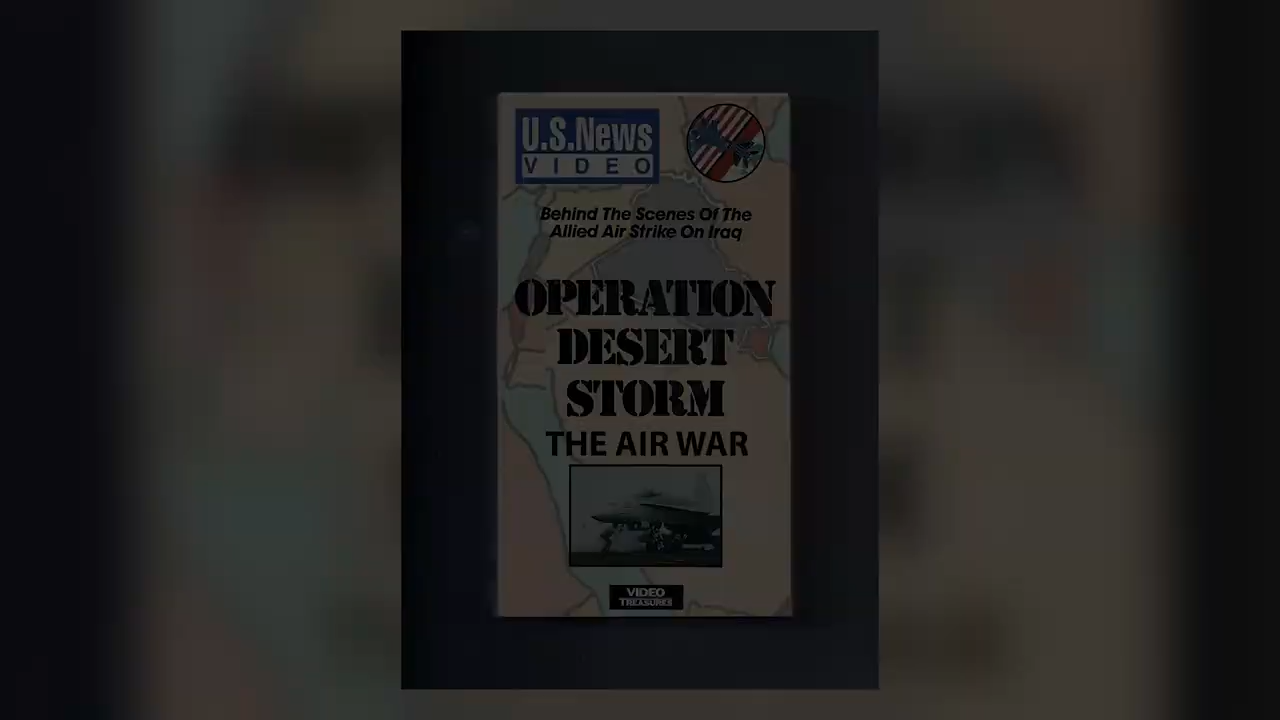 U.S.News
VIDEO
Behind The Scenes Of The
Allied Air Strike On Iraq
OPERATION
DESERT
STORM
THE AIR WAR
VIDEO
TREASURES